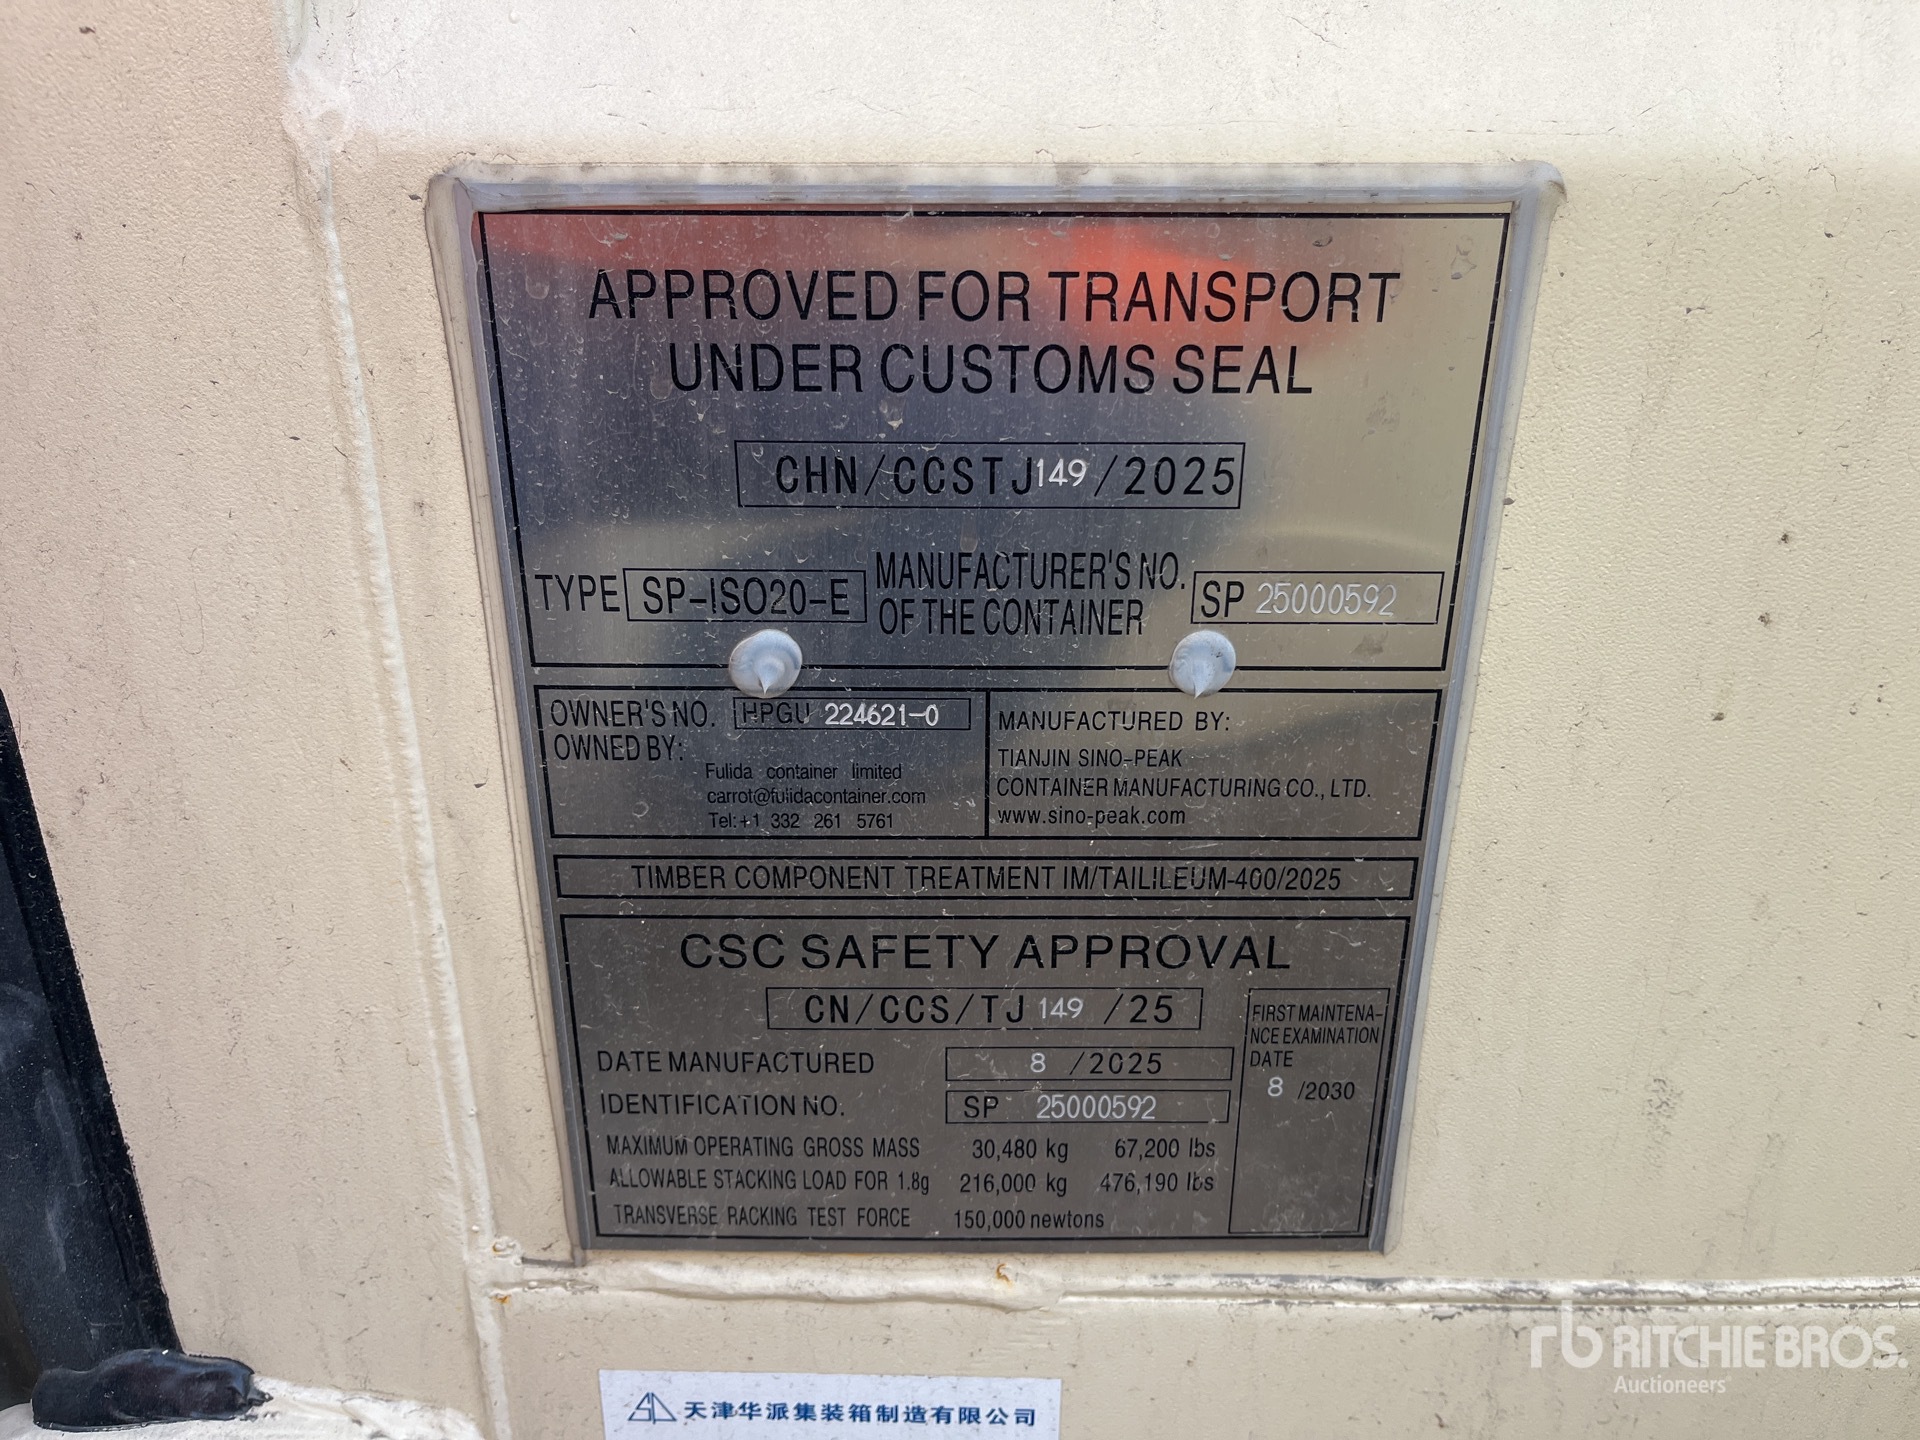 APPROVED FOR TRANSPORT
UNDER CUSTOMS SEAL
CHN/CCSTJ149/2025
TYPE SP-ISO20-E MANUFACTURER'S NO. OF THE CONTAINER SP 25000592
OWNER'S NO. HPGU 224621-0
OWNED BY:
Fulida container limited
carrot@fulidacontainer.com
Tel:+1 332 261 5761
MANUFACTURED BY:
TIANJIN SINO-PEAK
CONTAINER MANUFACTURING CO., LTD.
www.sino-peak.com
TIMBER COMPONENT TREATMENT IM/TAILILEUM-400/2025
CSC SAFETY APPROVAL
CN/CCS/TJ 149 /25
DATE MANUFACTURED 8 /2025
IDENTIFICATION NO. SP 25000592
MAXIMUM OPERATING GROSS MASS 30,480 kg 67,200 lbs
ALLOWABLE STACKING LOAD FOR 1.8g 216,000 kg 476,190 lbs
TRANSVERSE RACKING TEST FORCE 150,000 newtons
FIRST MAINTENA-
NCE EXAMINATION
DATE
8 /2030
天津华派集装箱制造有限公司
rb RITCHIE BROS.
Auctioneers